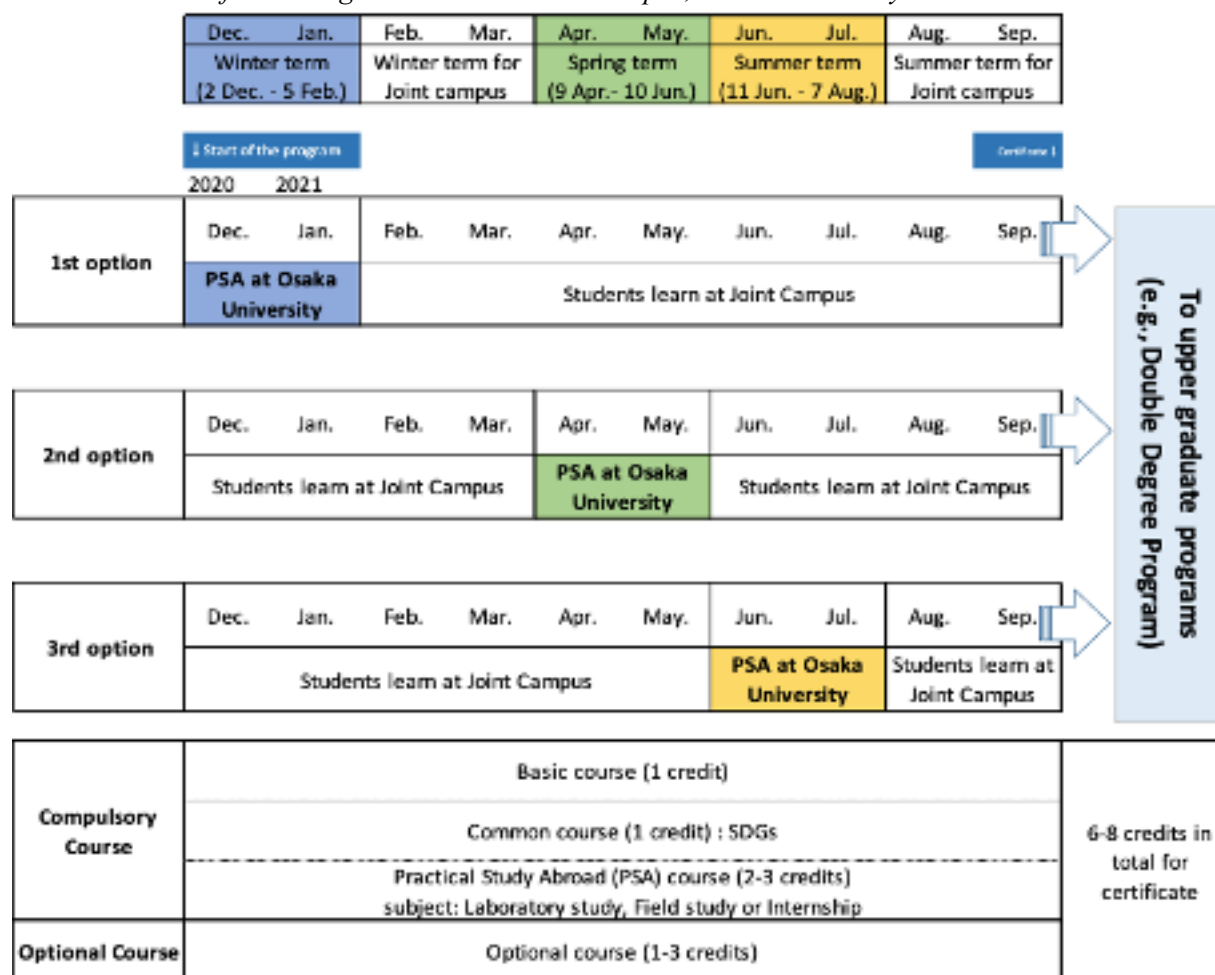 Dec. Jan. Feb. Mar. Apr. May. Jun. Jul. Aug. Sep.
Winter term Winter term for Spring term Summer term Summer term for
(2 Dec. - 5 Feb.) Joint campus (9 Apr.- 10 Jun.) (11 Jun. - 7 Aug.) Joint campus
↓ Start of the program Certificate ↓
2020 2021
1st option
Dec. Jan. Feb. Mar. Apr. May. Jun. Jul. Aug. Sep.
PSA at Osaka
University
Students learn at Joint Campus
2nd option
Dec. Jan. Feb. Mar. Apr. May. Jun. Jul. Aug. Sep.
Students learn at Joint Campus
PSA at Osaka
University
Students learn at Joint Campus
3rd option
Dec. Jan. Feb. Mar. Apr. May. Jun. Jul. Aug. Sep.
Students learn at Joint Campus
PSA at Osaka
University
Students learn at
Joint Campus
To upper graduate programs
(e.g., Double Degree Program)
Compulsory
Course
Basic course (1 credit)
Common course (1 credit) : SDGs
Practical Study Abroad (PSA) course (2-3 credits)
subject: Laboratory study, Field study or Internship
6-8 credits in
total for
certificate
Optional Course
Optional course (1-3 credits)